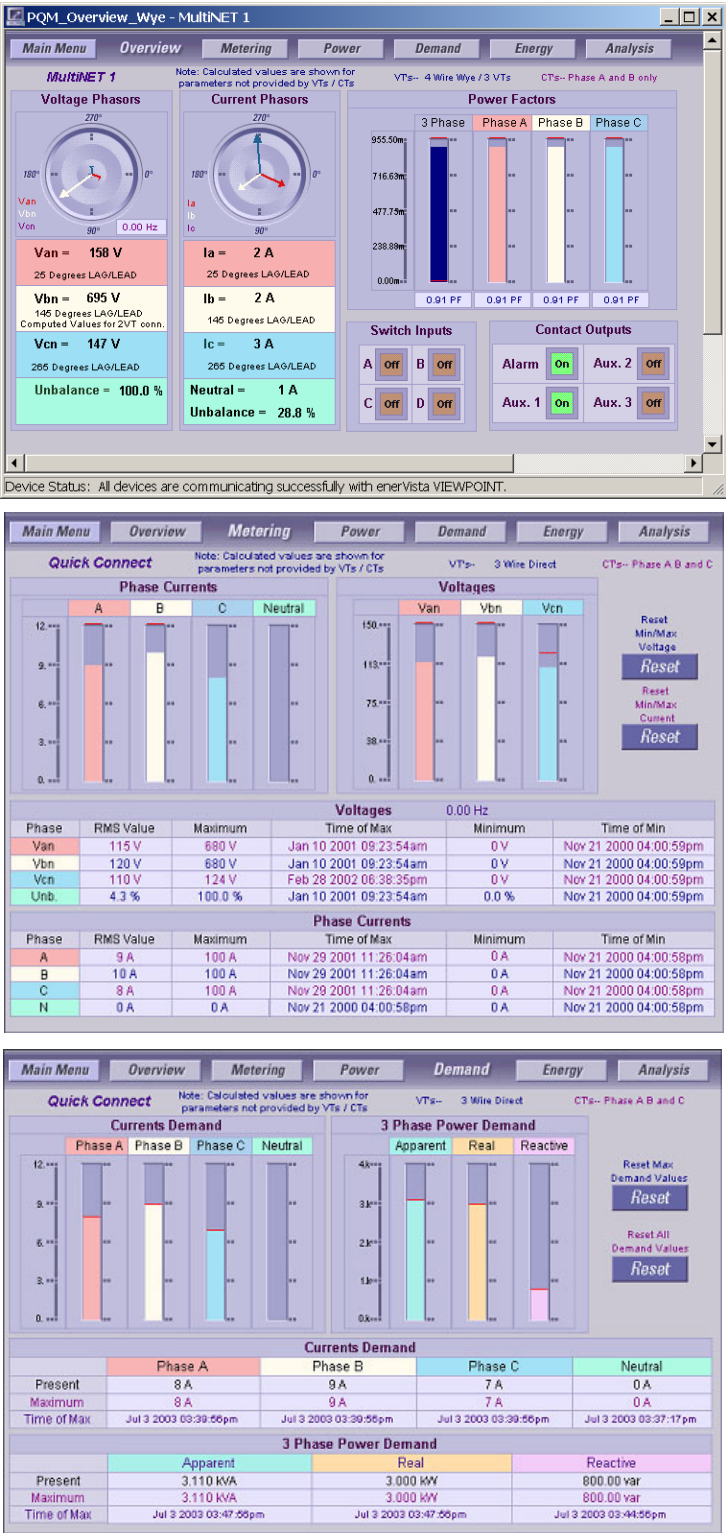 PQM_Overview_Wye - MultiNET 1
Main Menu Overview Metering Power Demand Energy Analysis
MultiNET 1 Note: Calculated values are shown for parameters not provided by VTs / CTs VT's-- 4 Wire Wye / 3 VTs CT's-- Phase A and B only
Voltage Phasors Current Phasors Power Factors
3 Phase Phase A Phase B Phase C
270° 270°
180° 0° 180° 0°
90° 90°
Van Ia
Vbn Ib
Vcn Ic
0.00 Hz
955.50m
716.63m
477.75m
238.88m
0.00m
0.91 PF 0.91 PF 0.91 PF 0.91 PF
Van = 158 V Ia = 2 A
25 Degrees LAG/LEAD 25 Degrees LAG/LEAD
Vbn = 695 V Ib = 2 A
145 Degrees LAG/LEAD 145 Degrees LAG/LEAD
Computed Values for 2VT conn.
Vcn = 147 V Ic = 3 A
265 Degrees LAG/LEAD 265 Degrees LAG/LEAD
Unbalance = 100.0 % Neutral = 1 A
Unbalance = 28.8 %
Switch Inputs Contact Outputs
A Off B Off Alarm On Aux. 2 Off
C Off D Off Aux. 1 On Aux. 3 Off
Device Status: All devices are communicating successfully with enerVista VIEWPOINT.
Main Menu Overview Metering Power Demand Energy Analysis
Quick Connect Note: Calculated values are shown for parameters not provided by VTs / CTs VT's-- 3 Wire Direct CT's-- Phase A B and C
Phase Currents Voltages
A B C Neutral Van Vbn Vcn
12. 150.
9. 113.
6. 75.
3. 38.
0. 0.
Reset
Min/Max
Voltage
Reset
Reset
Min/Max
Current
Reset
Voltages 0.00 Hz
Phase RMS Value Maximum Time of Max Minimum Time of Min
Van 115 V 680 V Jan 10 2001 09:23:54am 0 V Nov 21 2000 04:00:59pm
Vbn 120 V 680 V Jan 10 2001 09:23:54am 0 V Nov 21 2000 04:00:59pm
Vcn 110 V 124 V Feb 28 2002 06:38:35pm 0 V Nov 21 2000 04:00:59pm
Unb. 4.3 % 100.0 % Jan 10 2001 09:23:54am 0.0 % Nov 21 2000 04:00:59pm
Phase Currents
Phase RMS Value Maximum Time of Max Minimum Time of Min
A 9 A 100 A Nov 29 2001 11:26:04am 0 A Nov 21 2000 04:00:58pm
B 10 A 100 A Nov 29 2001 11:26:04am 0 A Nov 21 2000 04:00:58pm
C 8 A 100 A Nov 29 2001 11:26:04am 0 A Nov 21 2000 04:00:58pm
N 0 A 0 A Nov 21 2000 04:00:58pm 0 A Nov 21 2000 04:00:58pm
Main Menu Overview Metering Power Demand Energy Analysis
Quick Connect Note: Calculated values are shown for parameters not provided by VTs / CTs VT's-- 3 Wire Direct CT's-- Phase A B and C
Currents Demand 3 Phase Power Demand
Phase A Phase B Phase C Neutral Apparent Real Reactive
12. 4.k
9. 3.k
6. 2.k
3. 1.k
0. 0.k
Reset Max
Demand Values
Reset
Reset All
Demand Values
Reset
Currents Demand
Phase A Phase B Phase C Neutral
Present 8 A 9 A 7 A 0 A
Maximum 8 A 9 A 7 A 0 A
Time of Max Jul 3 2003 03:39:56pm Jul 3 2003 03:39:56pm Jul 3 2003 03:39:56pm Jul 3 2003 03:37:17pm
3 Phase Power Demand
Apparent Real Reactive
Present 3.110 kVA 3.000 kW 800.00 var
Maximum 3.110 kVA 3.000 kW 800.00 var
Time of Max Jul 3 2003 03:47:56pm Jul 3 2003 03:47:56pm Jul 3 2003 03:44:56pm